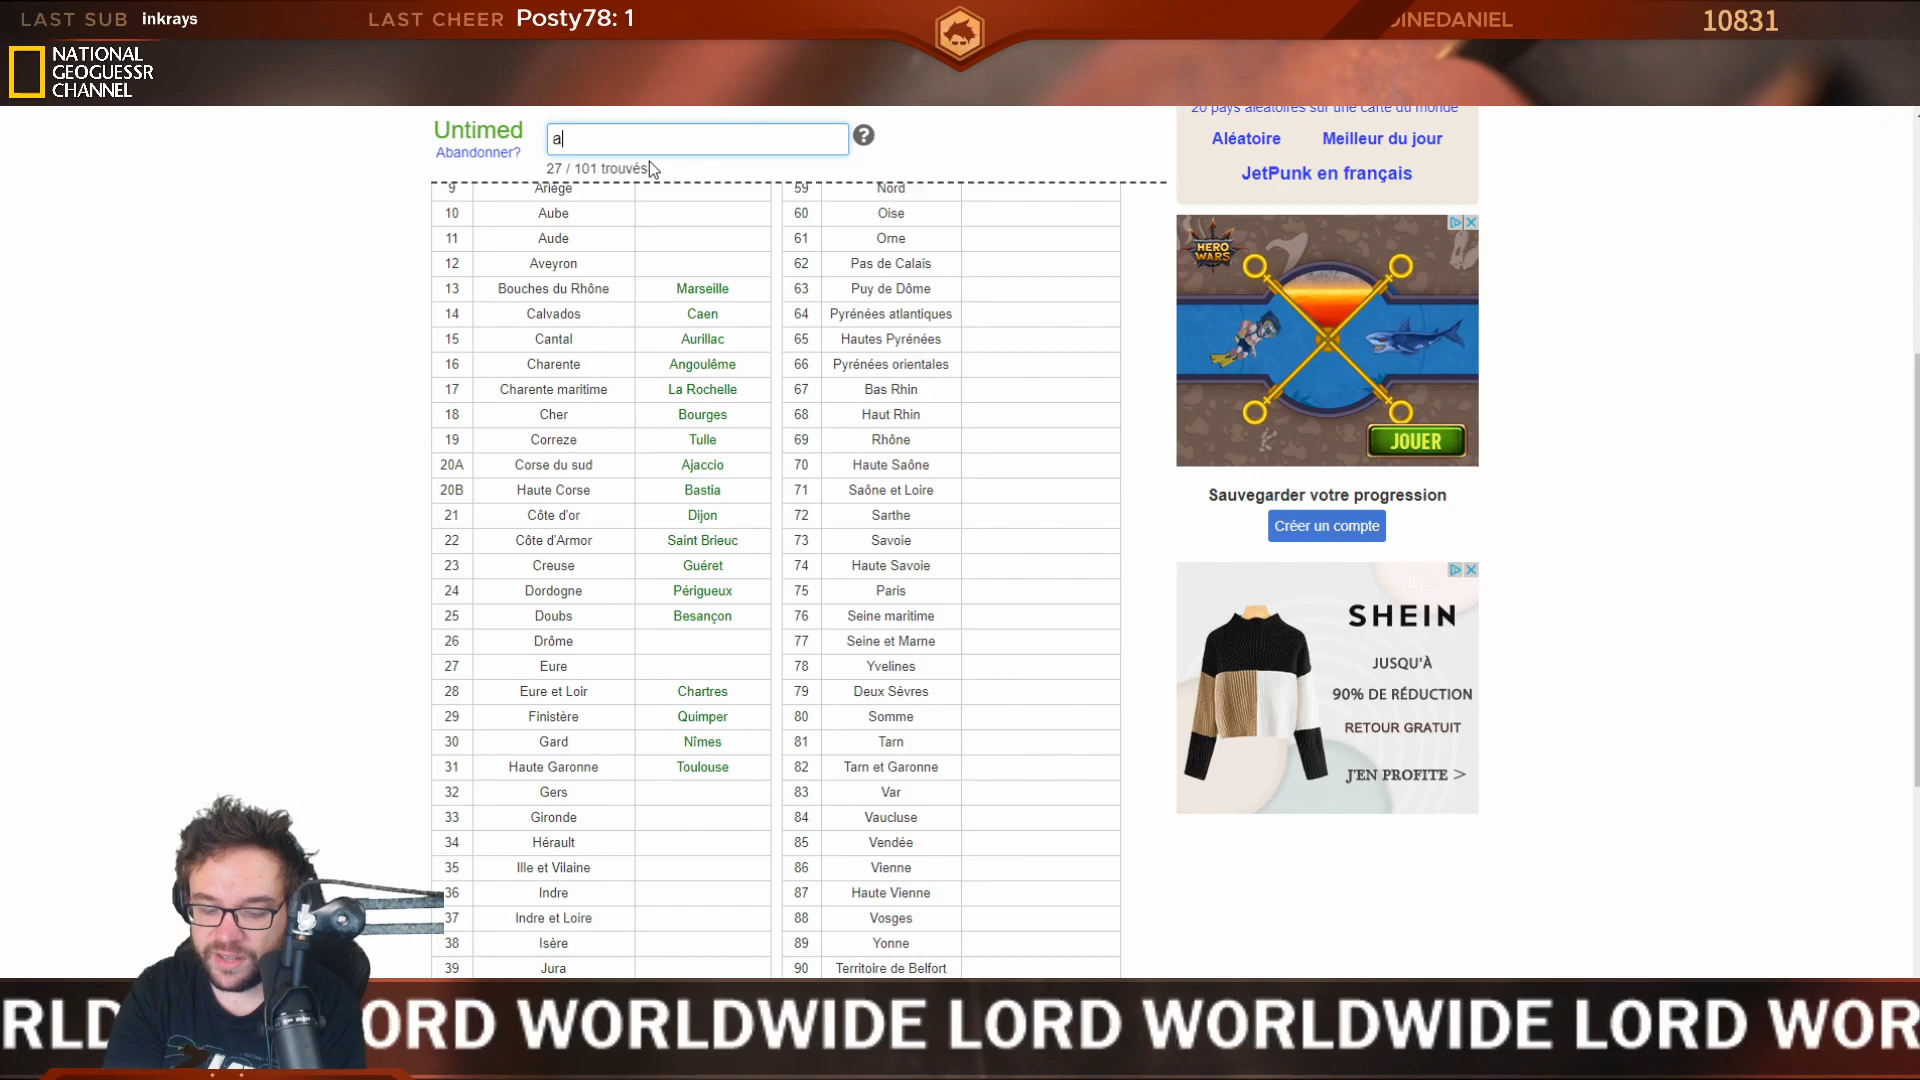 LAST SUB inkrays LAST CHEER Posty78: 1 DINEDANIEL 10831
NATIONAL
GEOGUESSR
CHANNEL
Untimed
Abandonner?
a
?
27 / 101 trouvés
9 Ariège 59 Nord
10 Aube 60 Oise
11 Aude 61 Orne
12 Aveyron 62 Pas de Calais
13 Bouches du Rhône Marseille 63 Puy de Dôme
14 Calvados Caen 64 Pyrénées atlantiques
15 Cantal Aurillac 65 Hautes Pyrénées
16 Charente Angoulême 66 Pyrénées orientales
17 Charente maritime La Rochelle 67 Bas Rhin
18 Cher Bourges 68 Haut Rhin
19 Correze Tulle 69 Rhône
20A Corse du sud Ajaccio 70 Haute Saône
20B Haute Corse Bastia 71 Saône et Loire
21 Côte d'or Dijon 72 Sarthe
22 Côte d'Armor Saint Brieuc 73 Savoie
23 Creuse Guéret 74 Haute Savoie
24 Dordogne Périgueux 75 Paris
25 Doubs Besançon 76 Seine maritime
26 Drôme 77 Seine et Marne
27 Eure 78 Yvelines
28 Eure et Loir Chartres 79 Deux Sèvres
29 Finistère Quimper 80 Somme
30 Gard Nîmes 81 Tarn
31 Haute Garonne Toulouse 82 Tarn et Garonne
32 Gers 83 Var
33 Gironde 84 Vaucluse
34 Hérault 85 Vendée
35 Ille et Vilaine 86 Vienne
36 Indre 87 Haute Vienne
37 Indre et Loire 88 Vosges
38 Isère 89 Yonne
39 Jura 90 Territoire de Belfort
20 pays aléatoires sur une carte du monde
Aléatoire Meilleur du jour
JetPunk en français
HERO
WARS
JOUER
Sauvegarder votre progression
Créer un compte
SHEIN
JUSQU'À
90% DE RÉDUCTION
RETOUR GRATUIT
J'EN PROFITE >
RLD ORD WORLDWIDE LORD WORLDWIDE LORD WOR